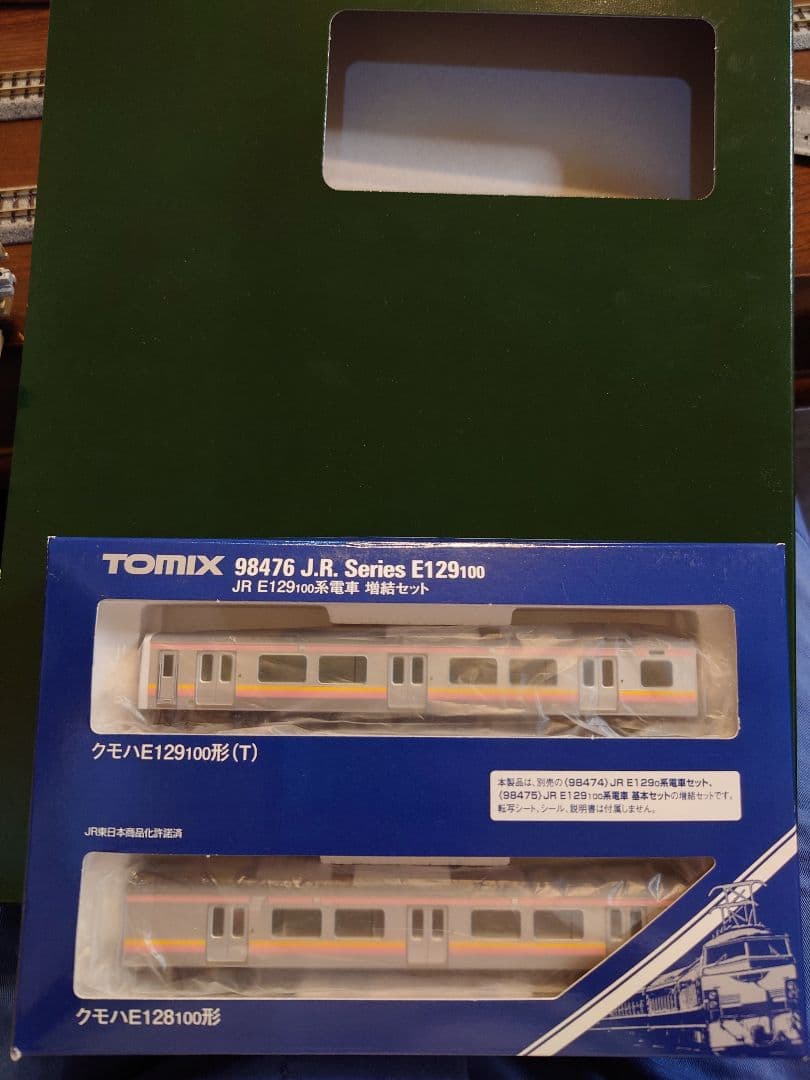 TOMIX 98476 J.R. Series E129100
JR E129100系電車 増結セット
クモハE129100形(T)
本製品は、別売の〈98474〉JR E1290系電車セット、
〈98475〉JR E129100系電車 基本セットの増結セットです。
転写シート、シール、説明書は付属しません。
JR東日本商品化許諾済
クモハE128100形